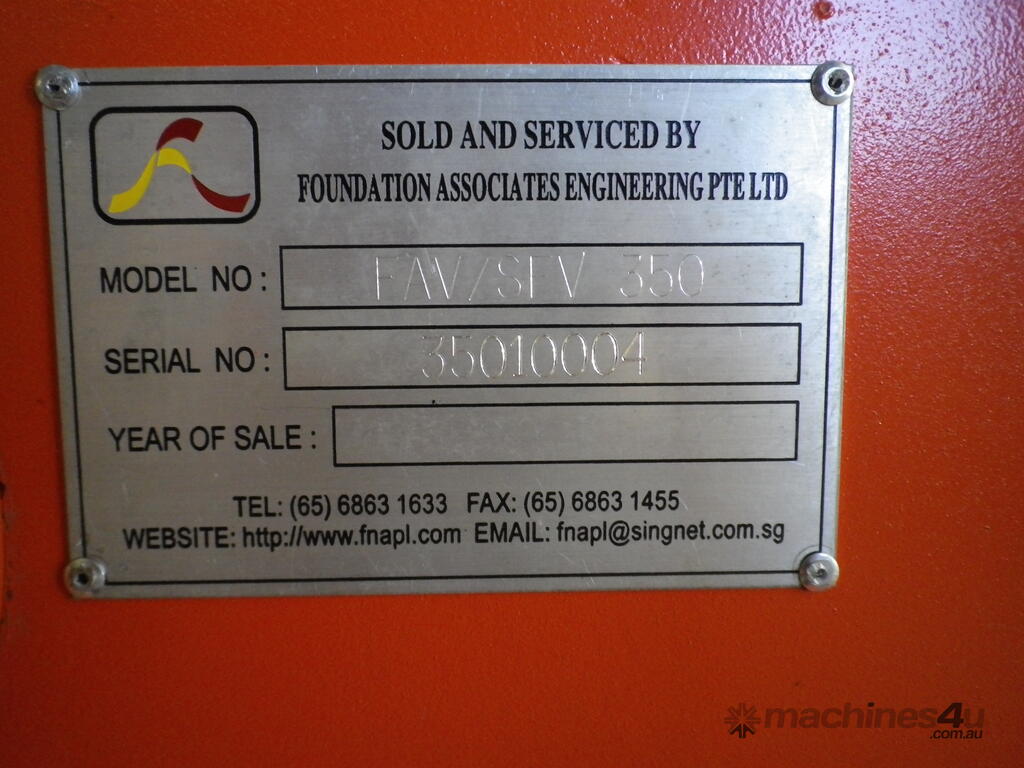 SOLD AND SERVICED BY
FOUNDATION ASSOCIATES ENGINEERING PTE LTD
MODEL NO : FAV/SFV 350
SERIAL NO : 35010004
YEAR OF SALE :
TEL: (65) 6863 1633 FAX: (65) 6863 1455
WEBSITE: http://www.fnapl.com EMAIL: fnapl@singnet.com.sg
machines4u
.com.au